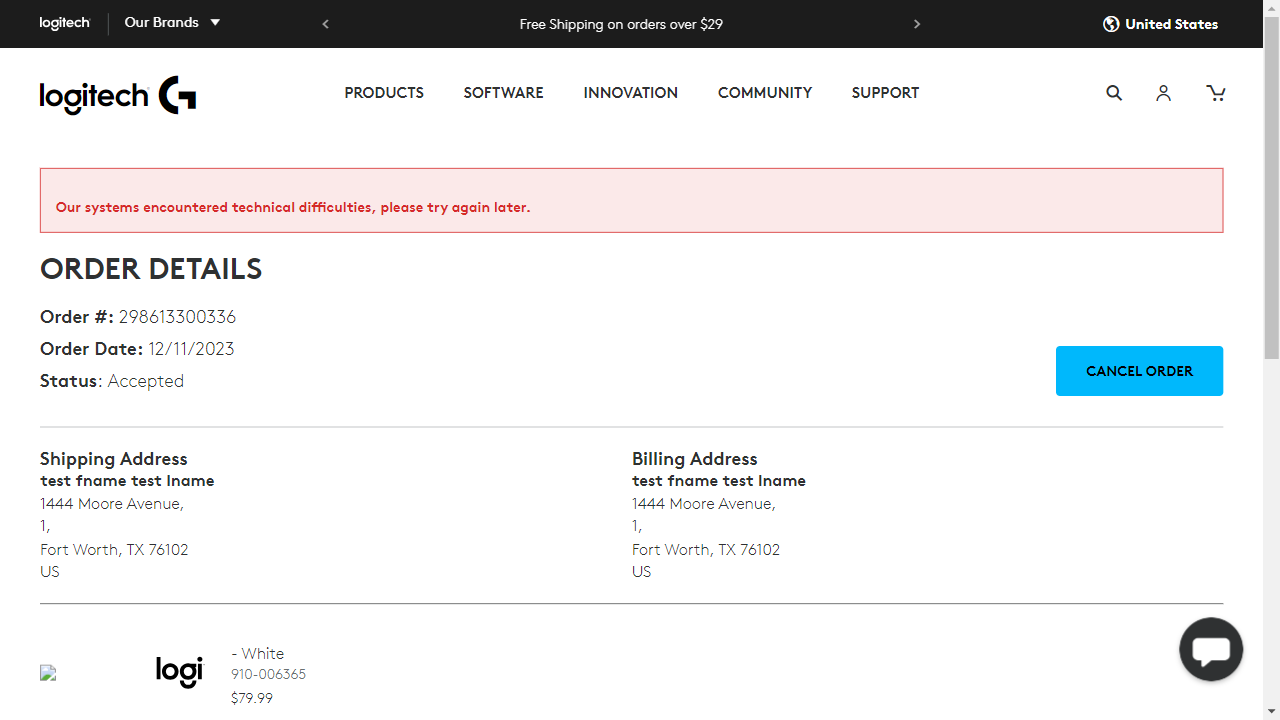 logitech
Our Brands
Free Shipping on orders over $29
United States
logitech G
PRODUCTS
SOFTWARE
INNOVATION
COMMUNITY
SUPPORT
Our systems encountered technical difficulties, please try again later.
ORDER DETAILS
Order #: 298613300336
Order Date: 12/11/2023
Status: Accepted
CANCEL ORDER
Shipping Address
test fname test lname
1444 Moore Avenue,
1,
Fort Worth, TX 76102
US
Billing Address
test fname test lname
1444 Moore Avenue,
1,
Fort Worth, TX 76102
US
logi
- White
910-006365
$79.99